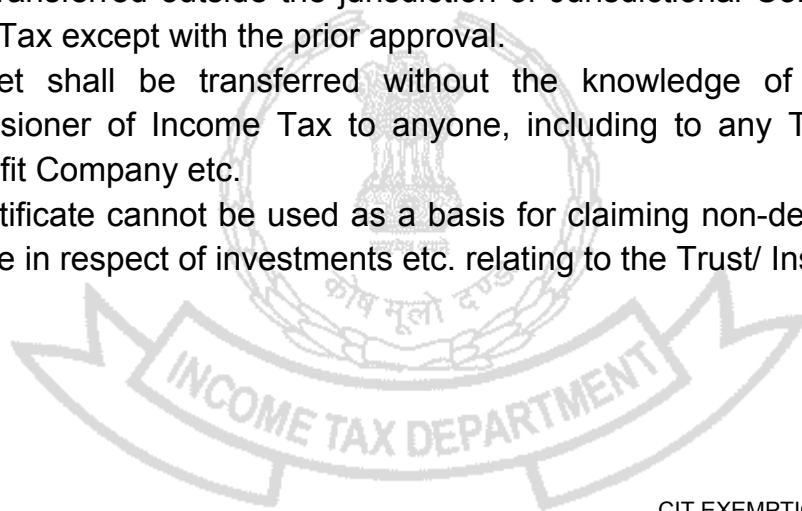 ransferred outside the jurisdiction of Jurisdictional Co
Tax except with the prior approval.
et shall be transferred without the knowledge of
sioner of Income Tax to anyone, including to any T
fit Company etc.
tificate cannot be used as a basis for claiming non-de
e in respect of investments etc. relating to the Trust/ Ins
कोष मूलो दण्ड
INCOME TAX DEPARTMENT
CIT EXEMPTI